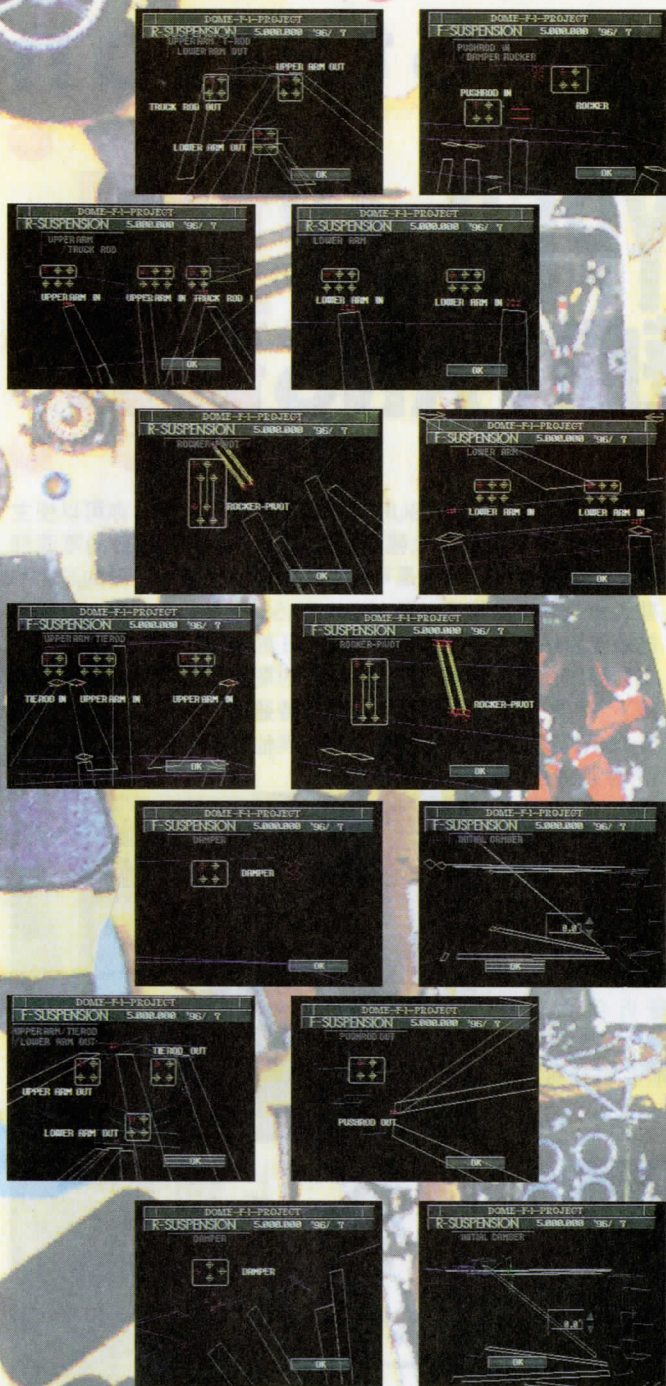 DOME-F-1-PROJECT
R-SUSPENSION 5.000.000 '96/ 7
UPPER ARM/ T-ROD
/LOWER ARM OUT
UPPER ARM OUT
TRUCK ROD OUT
LOWER ARM OUT
OK
DOME-F-1-PROJECT
F-SUSPENSION 5.000.000 '96/ 7
PUSHROD IN
/DAMPER ROCKER
PUSHROD IN
ROCKER
OK
DOME-F-1-PROJECT
R-SUSPENSION 5.000.000 '96/ 7
UPPER ARM
/TRUCK ROD
UPPER ARM IN UPPER ARM IN TRUCK ROD I
OK
DOME-F-1-PROJECT
R-SUSPENSION 5.000.000 '96/ 7
LOWER ARM
LOWER ARM IN LOWER ARM IN
OK
DOME-F-1-PROJECT
R-SUSPENSION 5.000.000 '96/ 7
ROCKER-PIVOT
ROCKER-PIVOT
OK
DOME-F-1-PROJECT
F-SUSPENSION 5.000.000 '96/ 7
LOWER ARM
LOWER ARM IN LOWER ARM IN
OK
DOME-F-1-PROJECT
F-SUSPENSION 5.000.000 '96/ 7
UPPER ARM/TIEROD
TIEROD IN UPPER ARM IN UPPER ARM IN
OK
DOME-F-1-PROJECT
F-SUSPENSION 5.000.000 '96/ 7
ROCKER-PIVOT
ROCKER-PIVOT
OK
DOME-F-1-PROJECT
F-SUSPENSION 5.000.000 '96/ 7
DAMPER
DAMPER
OK
DOME-F-1-PROJECT
F-SUSPENSION 5.000.000 '96/ 7
INITIAL CAMBER
0.0°
OK
DOME-F-1-PROJECT
F-SUSPENSION 5.000.000 '96/ 7
UPPER ARM/TIEROD
/LOWER ARM OUT
TIEROD OUT
UPPER ARM OUT
LOWER ARM OUT
OK
DOME-F-1-PROJECT
F-SUSPENSION 5.000.000 '96/ 7
PUSHROD OUT
PUSHROD OUT
OK
DOME-F-1-PROJECT
R-SUSPENSION 5.000.000 '96/ 7
DAMPER
DAMPER
OK
DOME-F-1-PROJECT
R-SUSPENSION 5.000.000 '96/ 7
INITIAL CAMBER
0.0°
OK